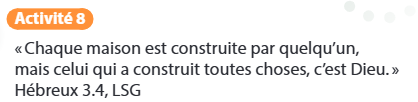 Activité 8
« Chaque maison est construite par quelqu’un,
mais celui qui a construit toutes choses, c’est Dieu. »
Hébreux 3.4, LSG